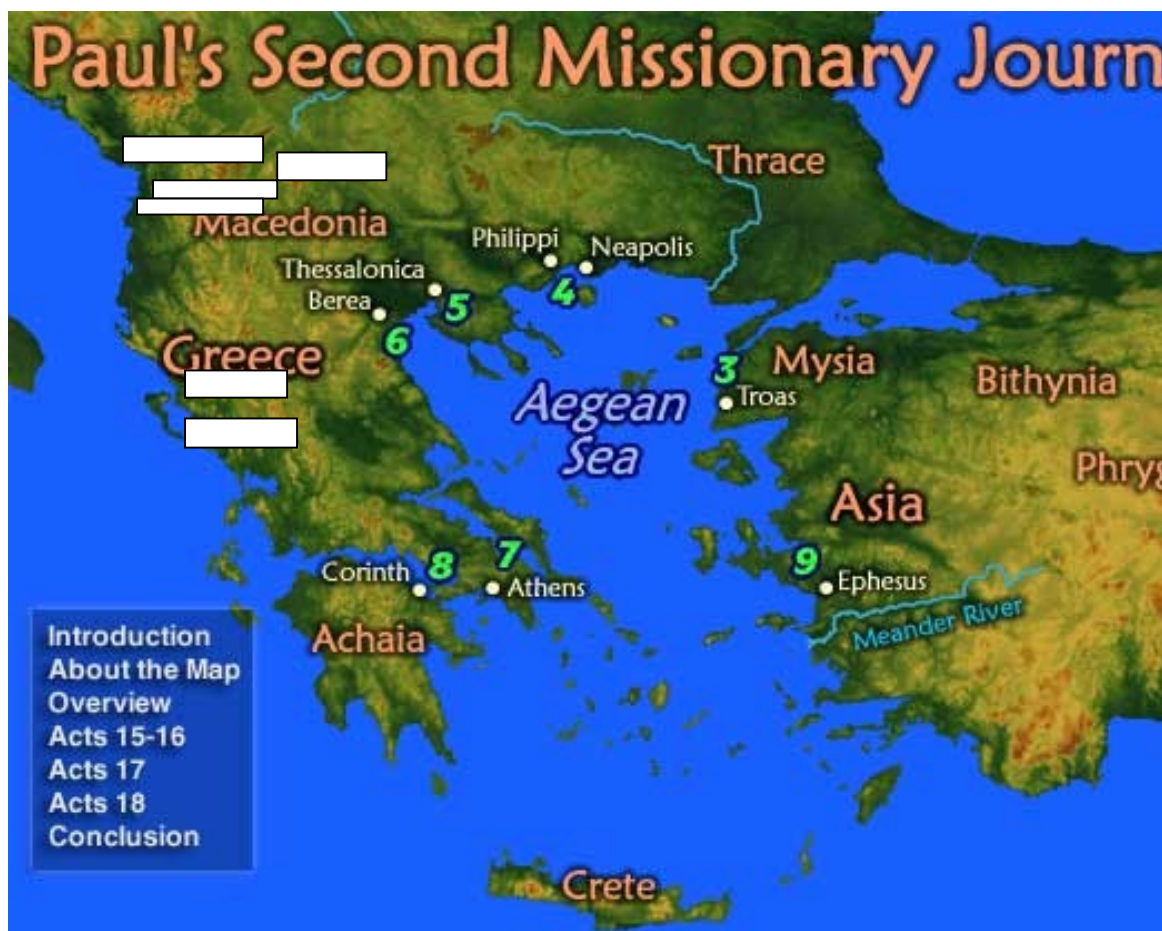 Paul's Second Missionary Journ
Thrace
Macedonia
Philippi
Neapolis
Thessalonica
4
Berea
5
6
Greece
3
Mysia
Bithynia
Troas
Aegean
Sea
Phryg
Asia
7
8
9
Corinth
Athens
Ephesus
Meander River
Achaia
Introduction
About the Map
Overview
Acts 15-16
Acts 17
Acts 18
Conclusion
Crete